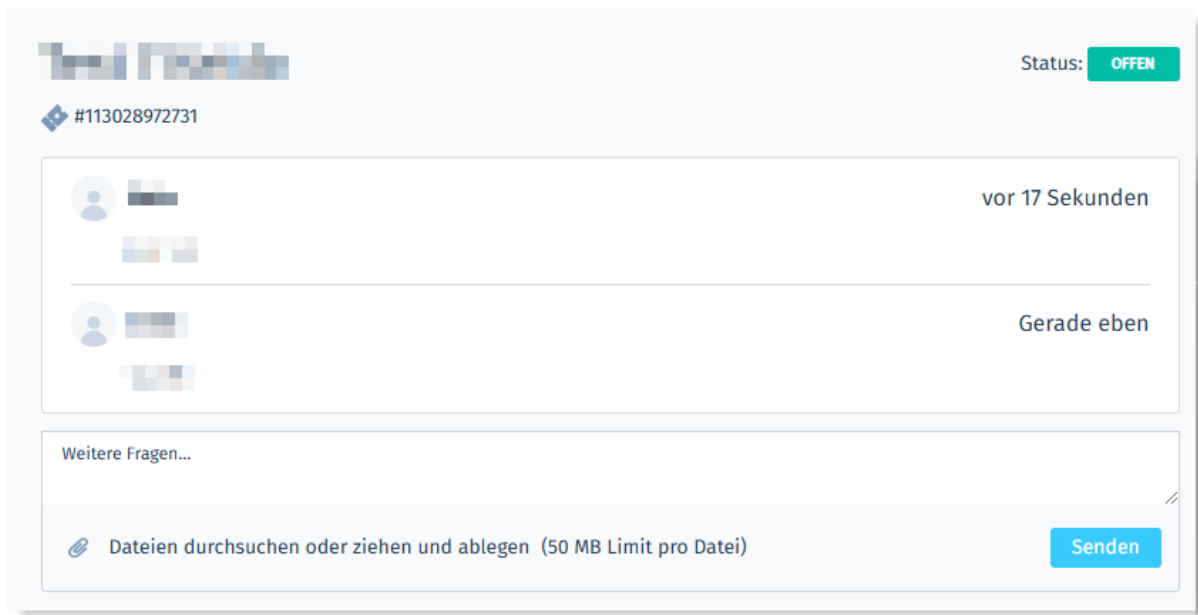 Status: OFFEN
#113028972731
vor 17 Sekunden
Gerade eben
Weitere Fragen...
Dateien durchsuchen oder ziehen und ablegen (50 MB Limit pro Datei)
Senden